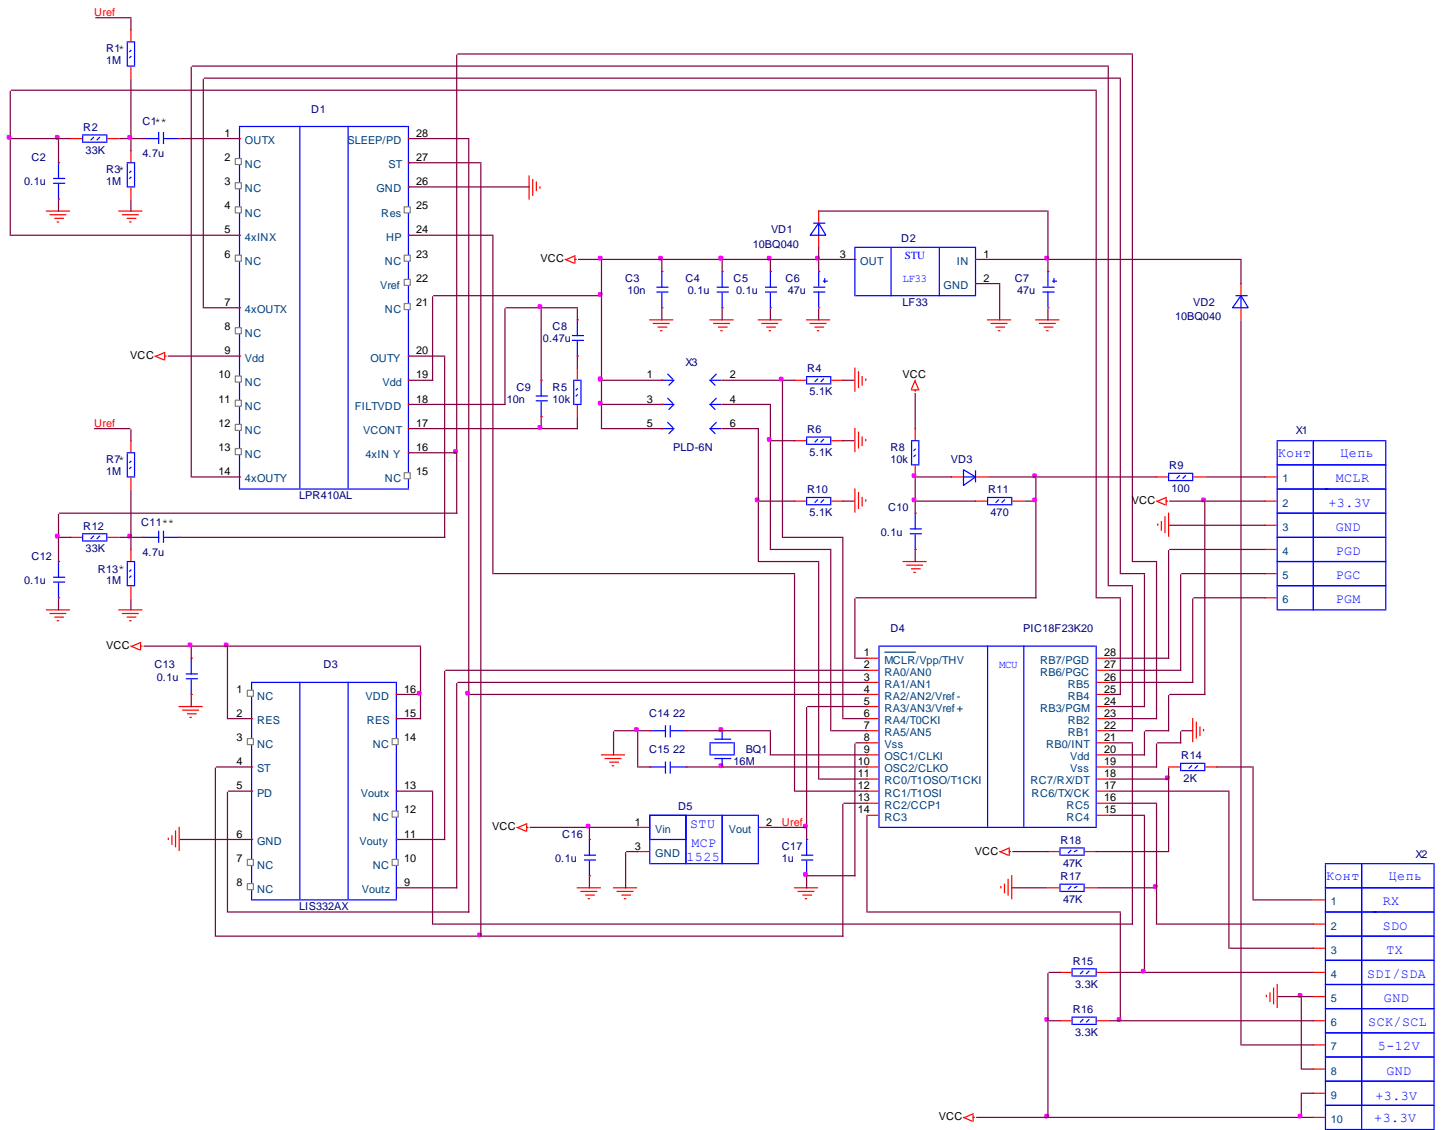 Uref
R1*
1M
R2
33K
C1**
4.7u
C2
0.1u
R3*
1M
D1
1 OUTX
2 NC
3 NC
4 NC
5 4xINX
6 NC
7 4xOUTX
8 NC
VCC 9 Vdd
10 NC
11 NC
12 NC
13 NC
14 4xOUTY
SLEEP/PD 28
ST 27
GND 26
Res 25
HP 24
NC 23
Vref 22
NC 21
OUTY 20
Vdd 19
FILTVDD 18
VCONT 17
4xIN Y 16
NC 15
LPR410AL
Uref
R7*
1M
R12
33K
C11**
4.7u
C12
0.1u
R13*
1M
C8
0.47u
C9
10n
R5
10k
VCC
C3
10n
C4
0.1u
C5
0.1u
C6
47u
VD1
10BQ040
D2
3 OUT
STU
LF33
IN 1
GND 2
LF33
C7
47u
VD2
10BQ040
X3
1 2
3 4
5 6
PLD-6N
R4
5.1K
R6
5.1K
R10
5.1K
VCC
R8
10k
VD3
R11
470
C10
0.1u
R9
100
VCC
X1
Конт Цепь
1 MCLR
2 +3.3V
3 GND
4 PGD
5 PGC
6 PGM
VCC
C13
0.1u
D3
1 NC
2 RES
3 NC
4 ST
5 PD
6 GND
7 NC
8 NC
VDD 16
RES 15
NC 14
Voutx 13
NC 12
Vouty 11
NC 10
Voutz 9
LIS332AX
D4
PIC18F23K20
MCU
1 MCLR/Vpp/THV
2 RA0/AN0
3 RA1/AN1
4 RA2/AN2/Vref-
5 RA3/AN3/Vref+
6 RA4/T0CKI
7 RA5/AN5
8 Vss
9 OSC1/CLKI
10 OSC2/CLKO
11 RC0/T1OSO/T1CKI
12 RC1/T1OSI
13 RC2/CCP1
14 RC3
RB7/PGD 28
RB6/PGC 27
RB5 26
RB4 25
RB3/PGM 24
RB2 23
RB1 22
RB0/INT 21
Vdd 20
Vss 19
RC7/RX/DT 18
RC6/TX/CK 17
RC5 16
RC4 15
C14 22
C15 22
BQ1
16M
VCC
C16
0.1u
D5
1 Vin
3 GND
STU
MCP
1525
Vout 2
Uref
C17
1u
R14
2K
VCC
R18
47K
R17
47K
R15
3.3K
R16
3.3K
VCC
X2
Конт Цепь
1 RX
2 SDO
3 TX
4 SDI/SDA
5 GND
6 SCK/SCL
7 5-12V
8 GND
9 +3.3V
10 +3.3V